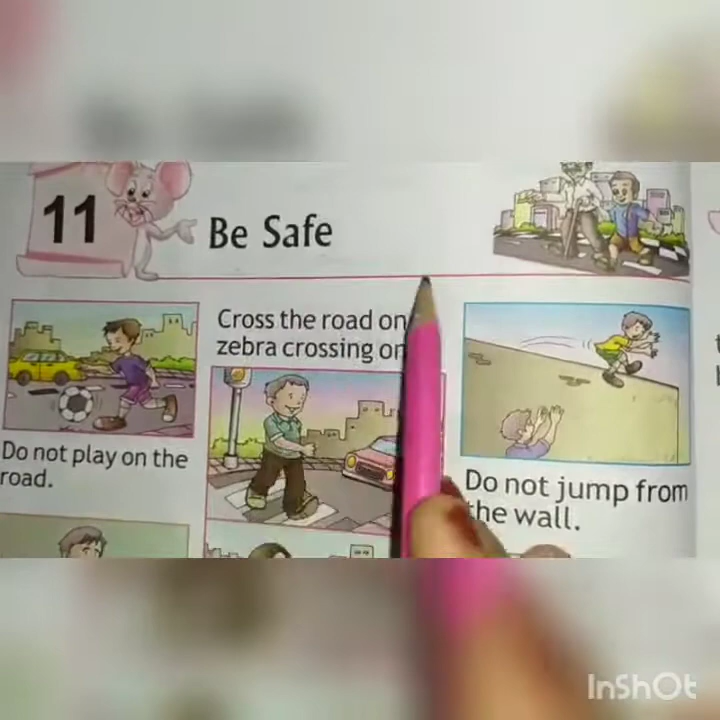 11
Be Safe
Cross the road on
zebra crossing on
Do not play on the
road.
Do not jump from
the wall.
InShOt